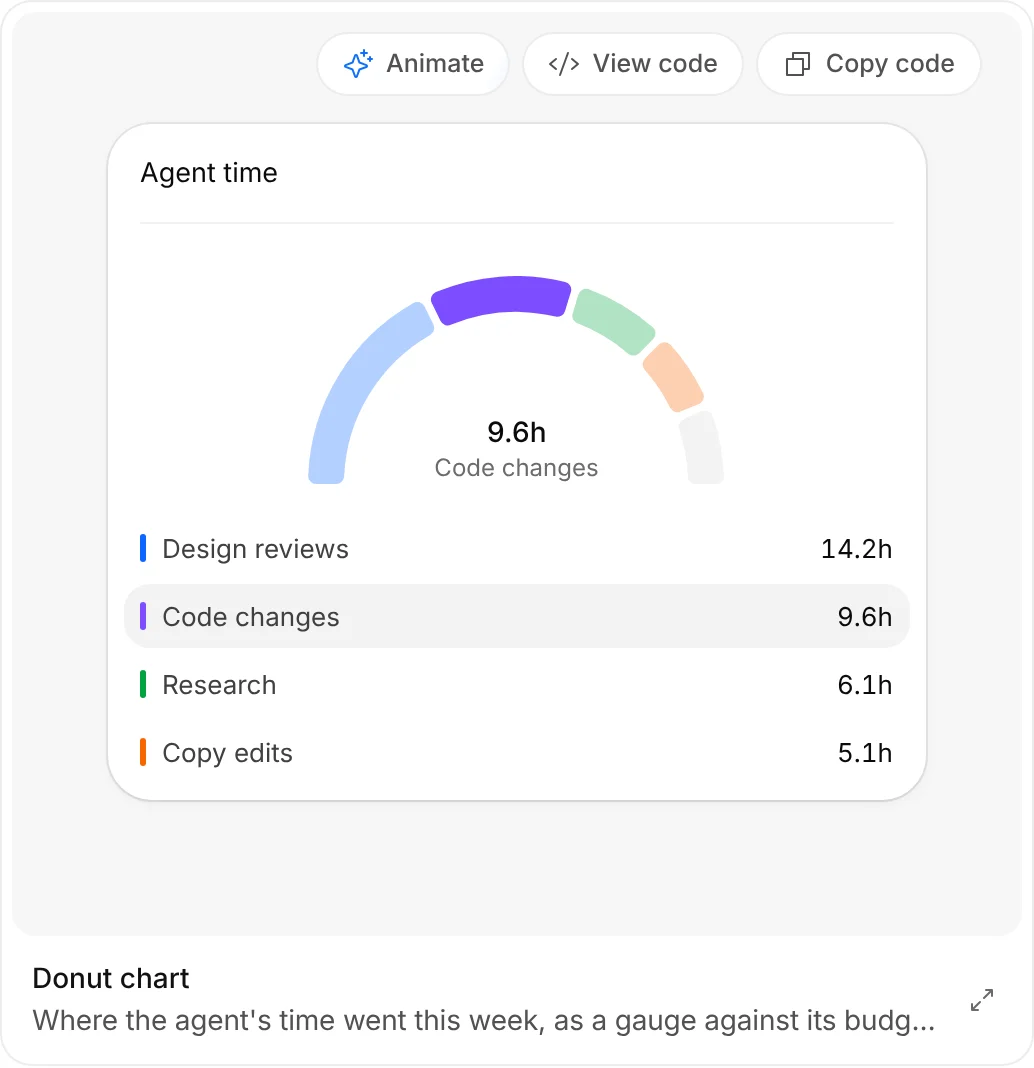 Animate
View code
Copy code
Agent time
9.6h
Code changes
Design reviews 14.2h
Code changes 9.6h
Research 6.1h
Copy edits 5.1h
Donut chart
Where the agent's time went this week, as a gauge against its budg...